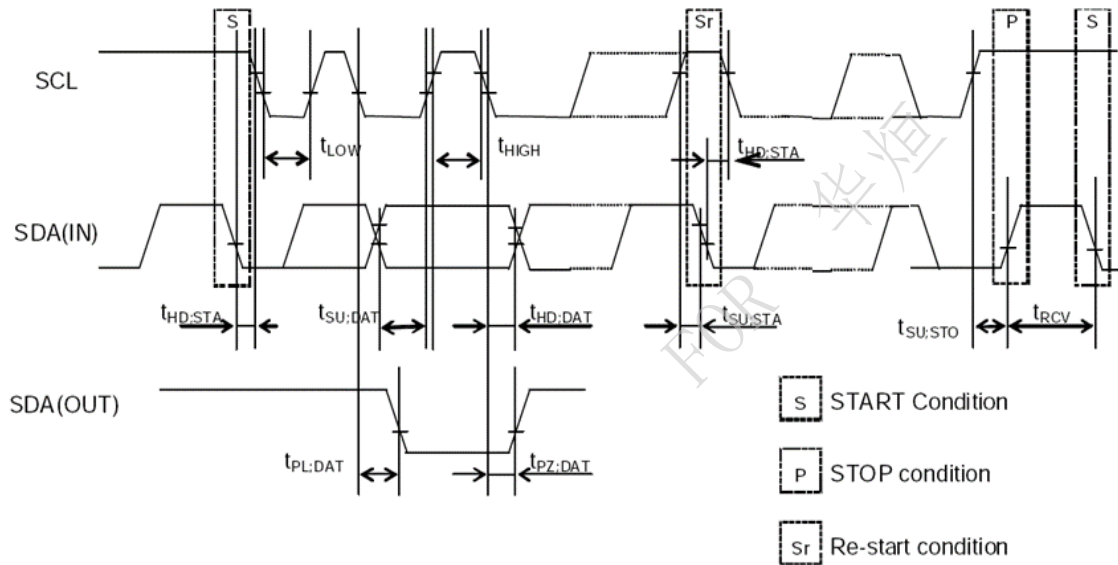 S
Sr
P
S
SCL
tLOW
tHIGH
tHD;STA
SDA(IN)
tHD:STA
tSU;DAT
tHD:DAT
tSU;STA
tSU;STO
tRCV
SDA(OUT)
tPL;DAT
tPZ;DAT
S START Condition
P STOP condition
Sr Re-start condition
FOR 华烜